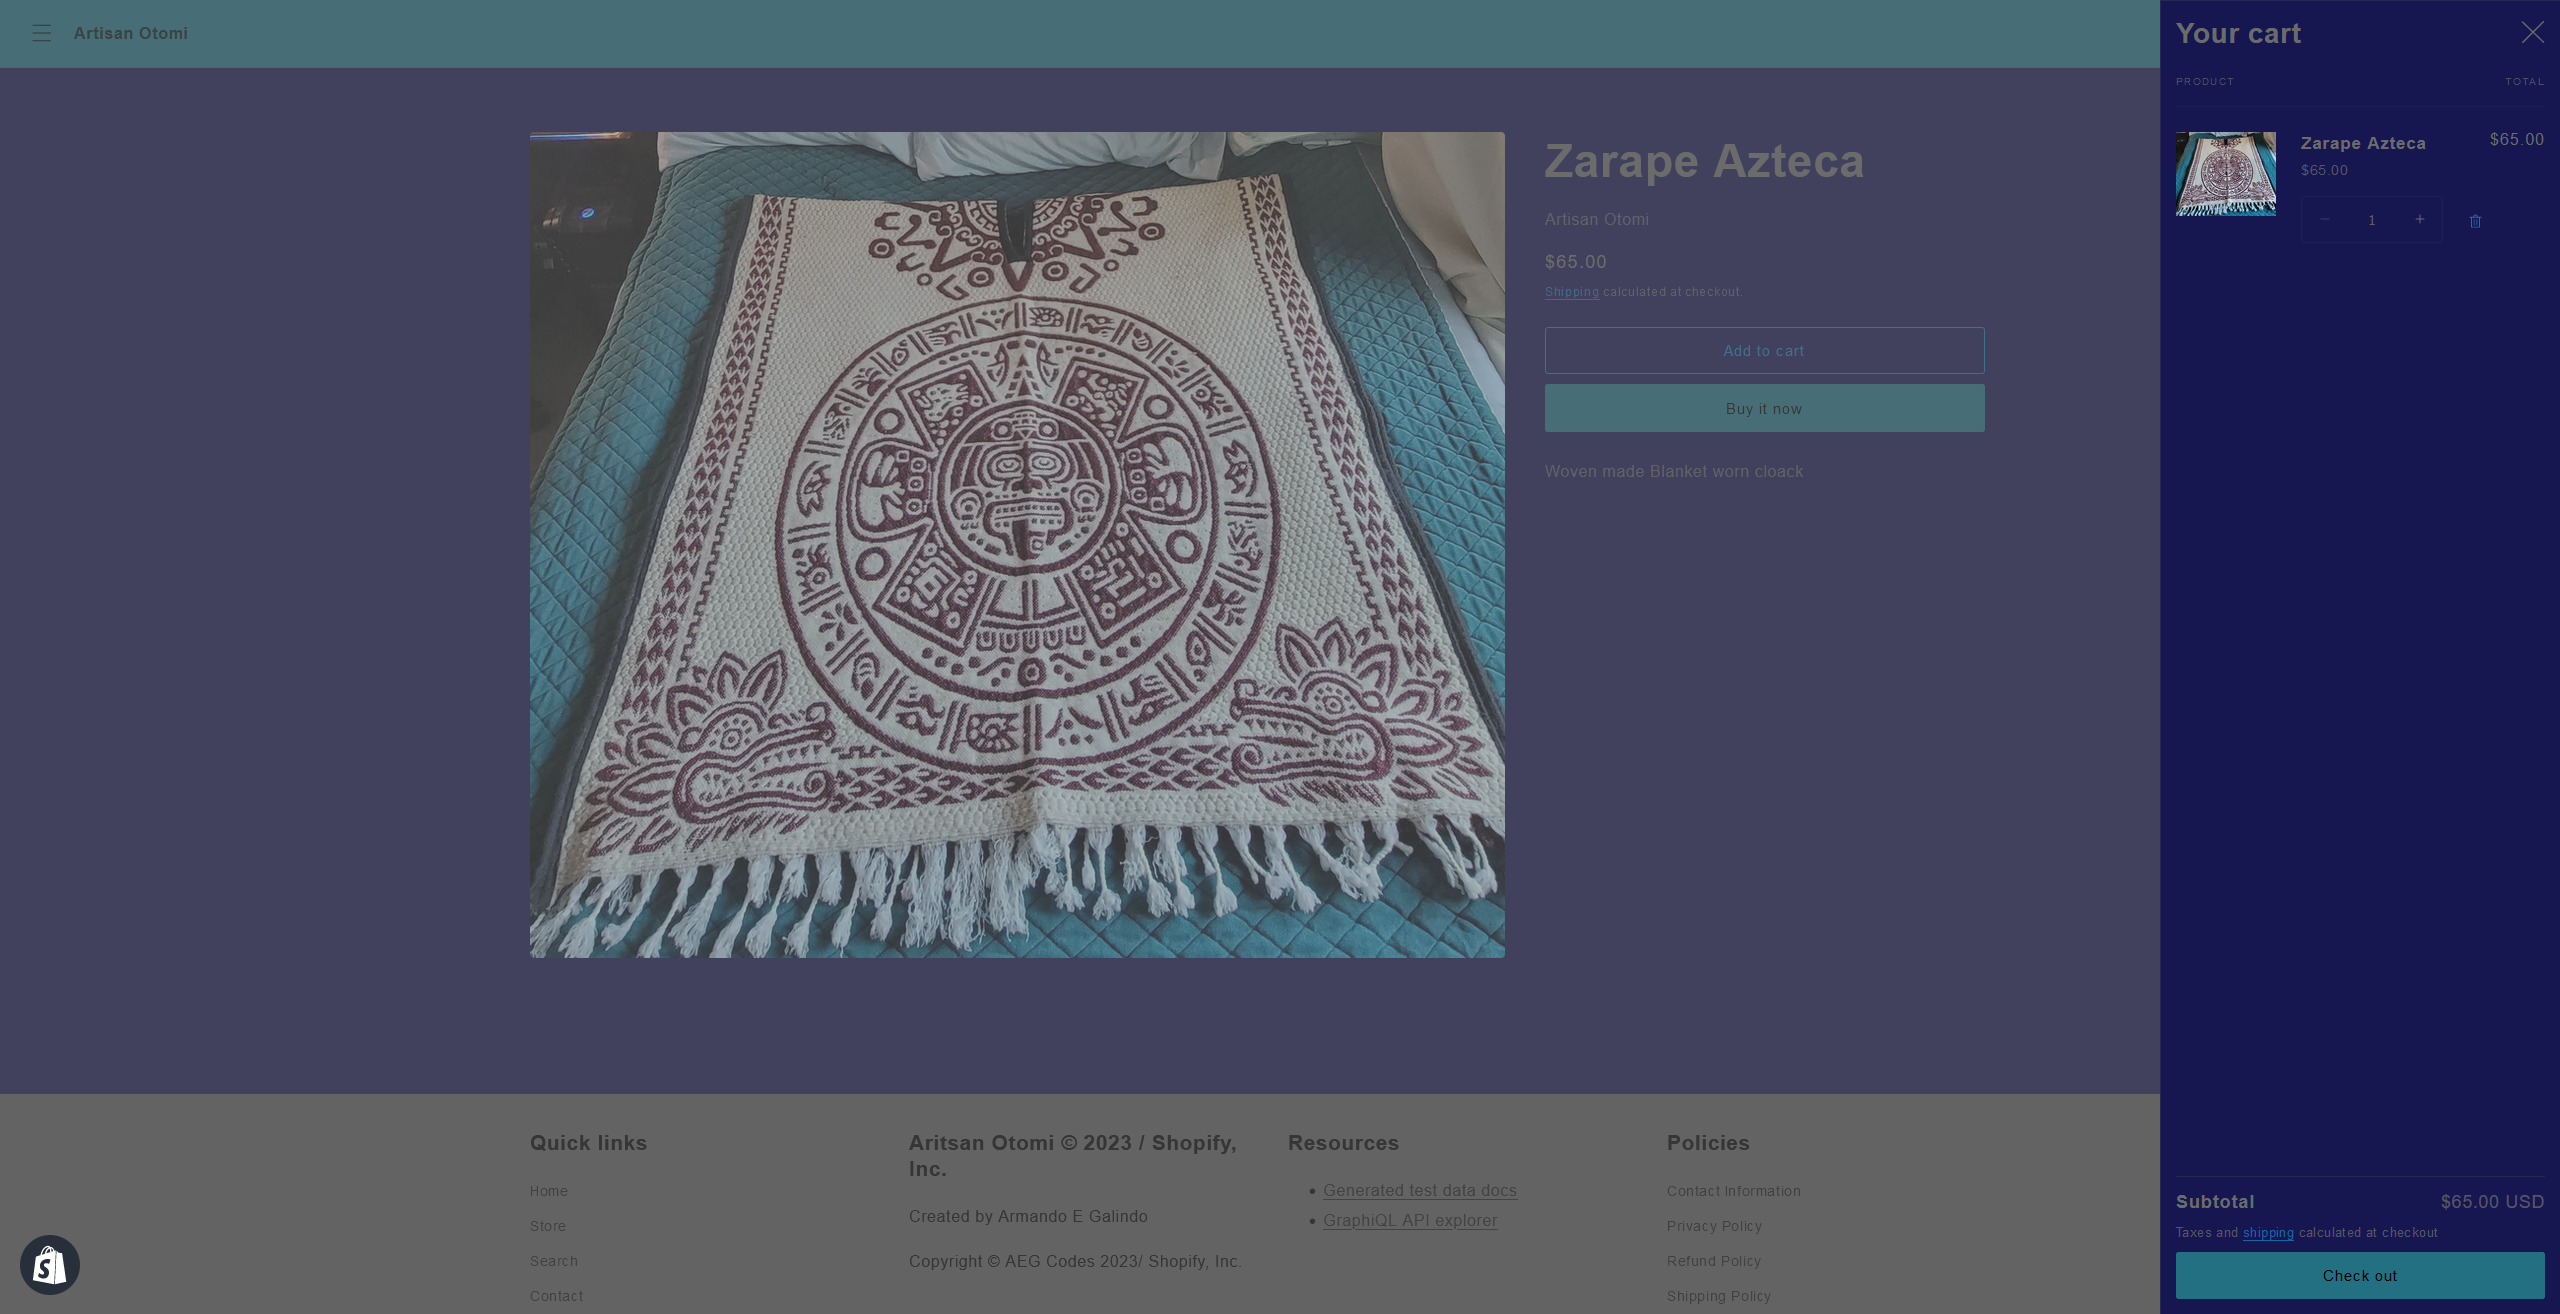 Artisan Otomi
Zarape Azteca
Artisan Otomi
$65.00
Shipping calculated at checkout.
Add to cart
Buy it now
Woven made Blanket worn cloack
Your cart
PRODUCT TOTAL
Zarape Azteca $65.00
$65.00
1
Subtotal $65.00 USD
Taxes and shipping calculated at checkout
Check out
Quick links
Home
Store
Search
Contact
Aritsan Otomi © 2023 / Shopify,
Inc.
Created by Armando E Galindo
Copyright © AEG Codes 2023/ Shopify, Inc.
Resources
Generated test data docs
GraphiQL API explorer
Policies
Contact Information
Privacy Policy
Refund Policy
Shipping Policy